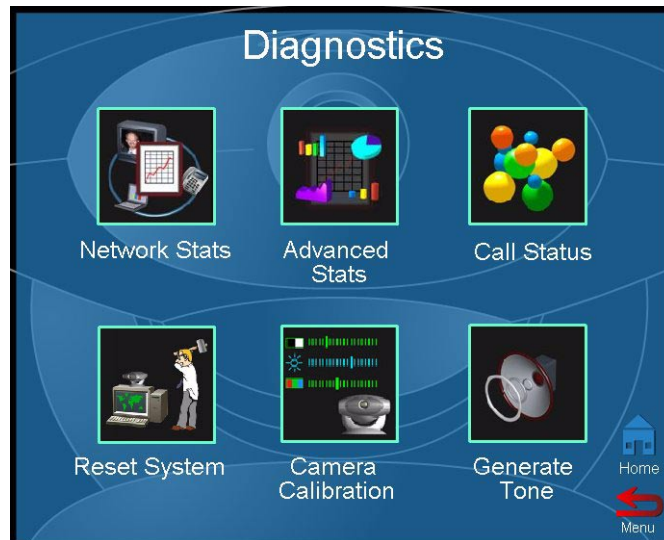 Diagnostics
Network Stats
Advanced
Stats
Call Status
Reset System
Camera
Calibration
Generate
Tone
Home
Menu